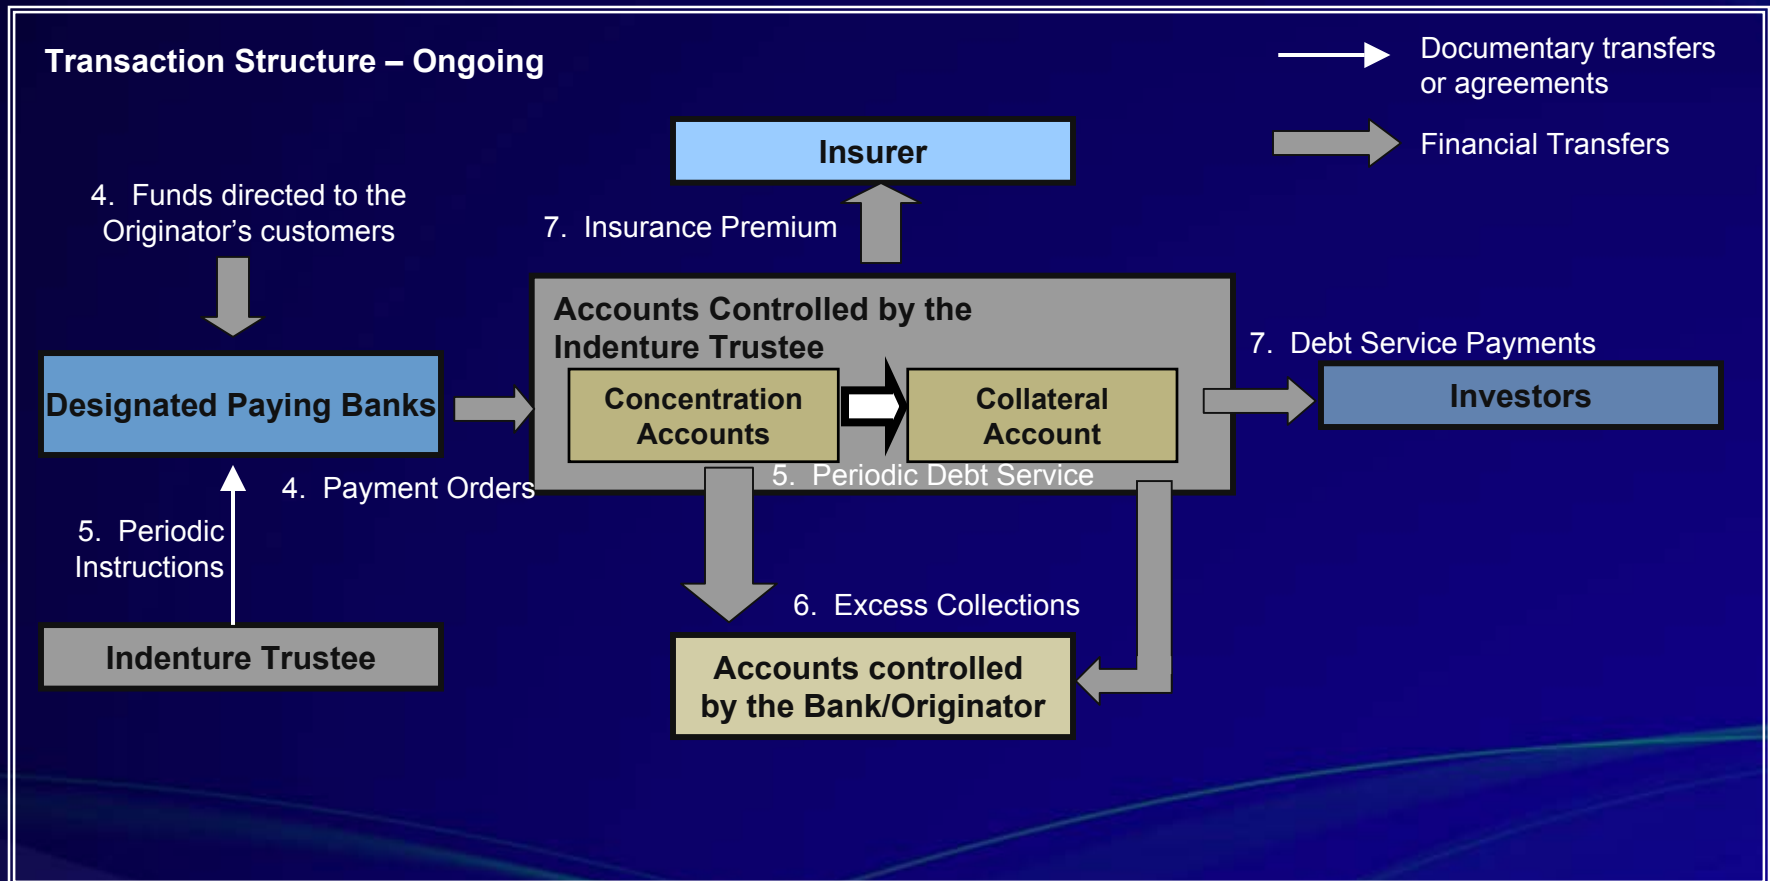 Transaction Structure – Ongoing
Documentary transfers
or agreements
Financial Transfers
Insurer
4.  Funds directed to the
Originator’s customers
7.  Insurance Premium
Accounts Controlled by the
Indenture Trustee
7.  Debt Service Payments
Designated Paying Banks
Concentration
Accounts
Collateral
Account
Investors
5.  Periodic Debt Service
4.  Payment Orders
5.  Periodic
Instructions
6.  Excess Collections
Indenture Trustee
Accounts controlled
by the Bank/Originator